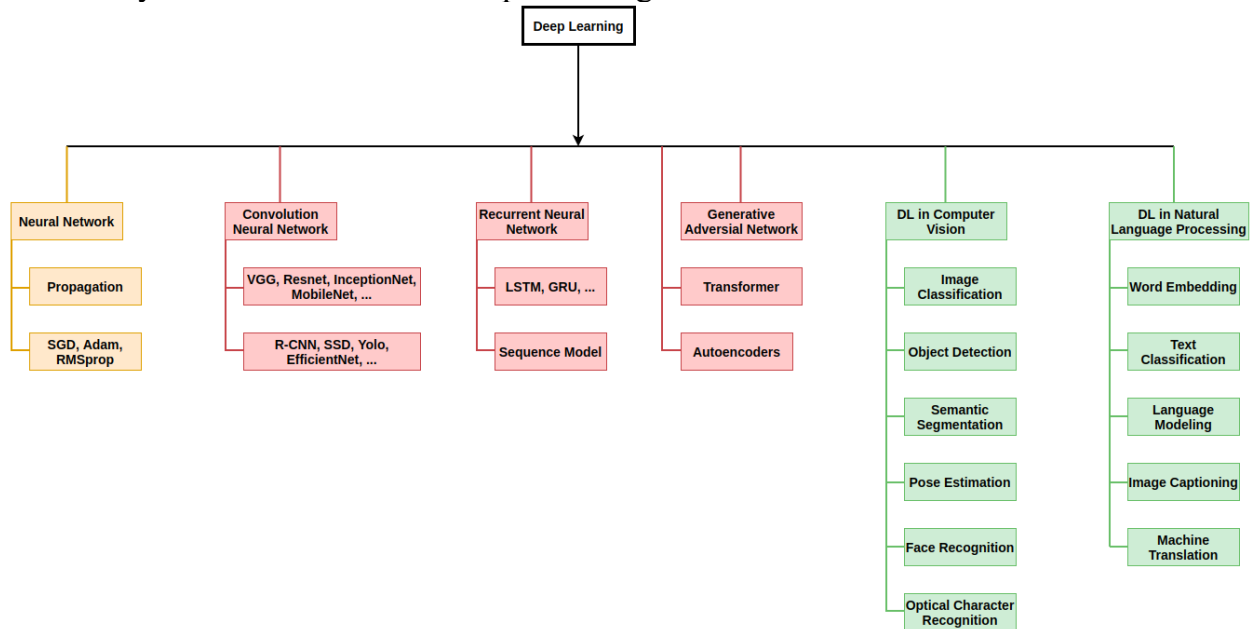 Deep Learning
Neural Network
Propagation
SGD, Adam,
RMSprop
Convolution
Neural Network
VGG, Resnet, InceptionNet,
MobileNet, ...
R-CNN, SSD, Yolo,
EfficientNet, ...
Recurrent Neural
Network
LSTM, GRU, ...
Sequence Model
Generative
Adversial Network
Transformer
Autoencoders
DL in Computer
Vision
Image
Classification
Object Detection
Semantic
Segmentation
Pose Estimation
Face Recognition
Optical Character
Recognition
DL in Natural
Language Processing
Word Embedding
Text
Classification
Language
Modeling
Image Captioning
Machine
Translation